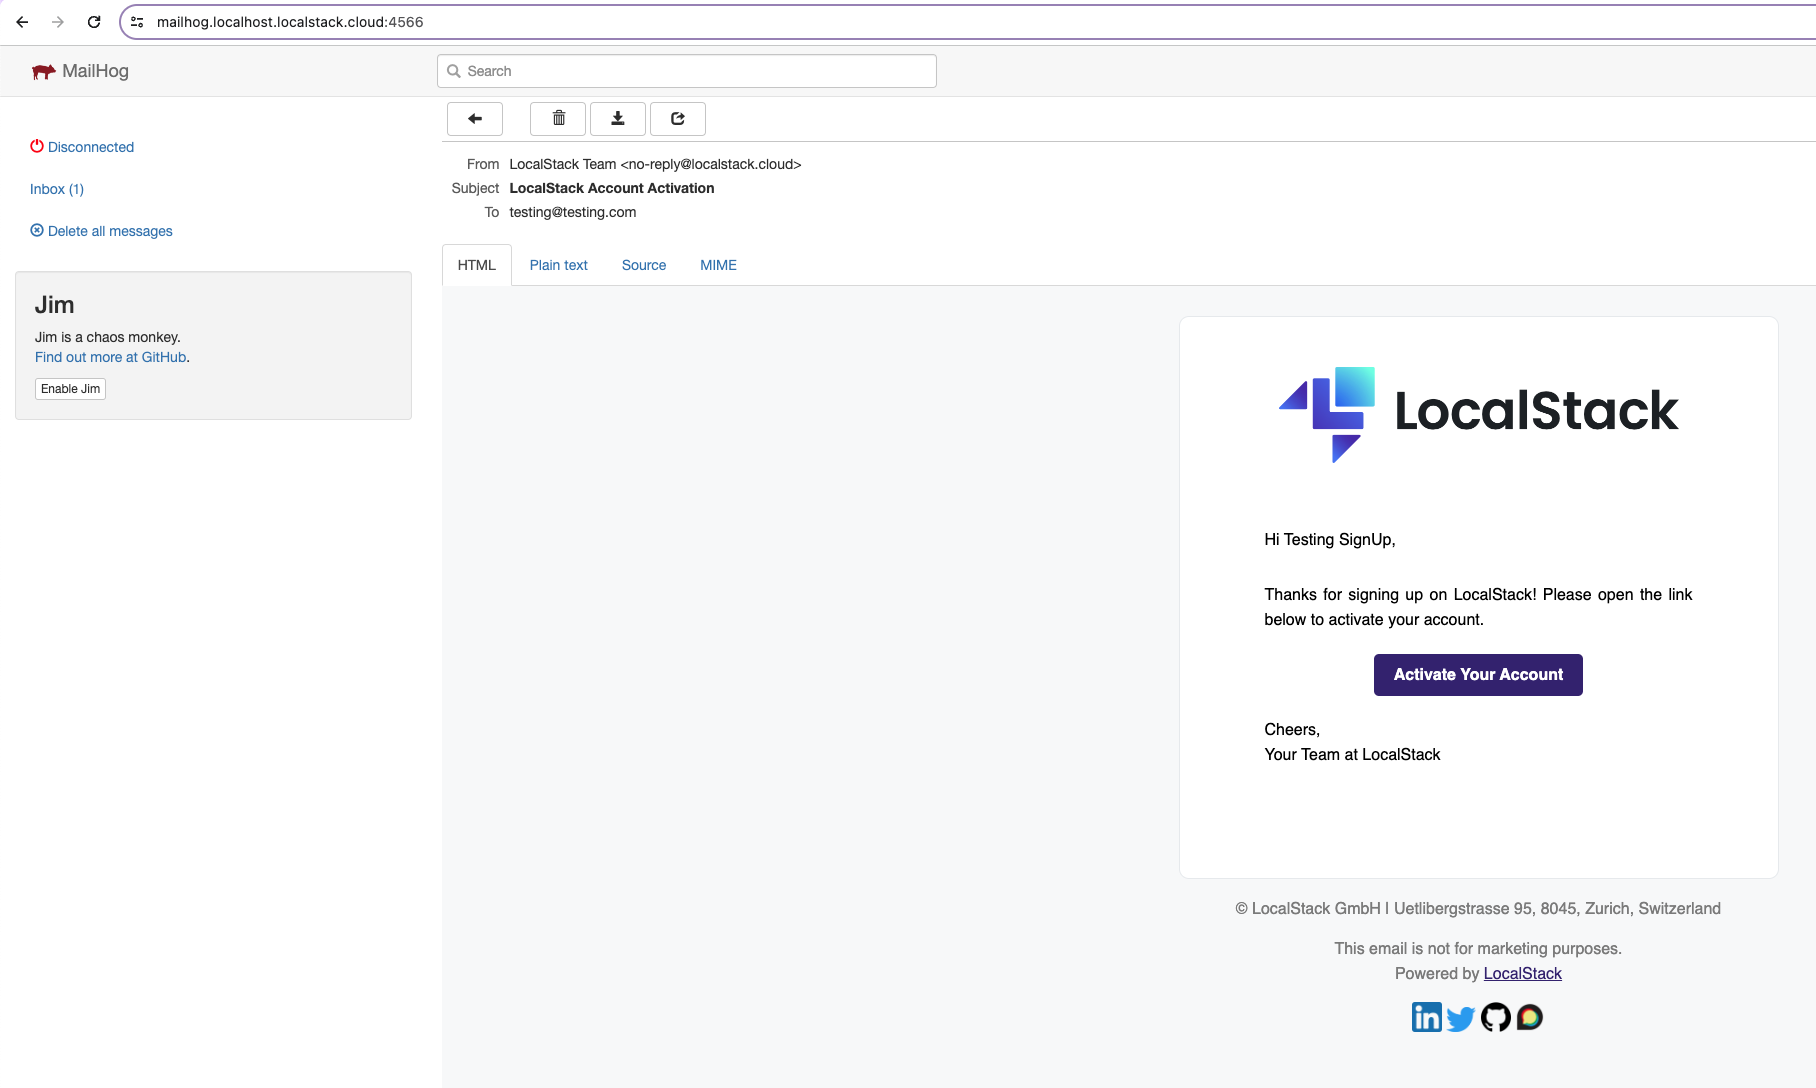 mailhog.localhost.localstack.cloud:4566
MailHog
Search
Disconnected
Inbox (1)
Delete all messages
Jim
Jim is a chaos monkey.
Find out more at GitHub.
Enable Jim
From LocalStack Team <no-reply@localstack.cloud>
Subject LocalStack Account Activation
To testing@testing.com
HTML Plain text Source MIME
LocalStack
Hi Testing SignUp,
Thanks for signing up on LocalStack! Please open the link
below to activate your account.
Activate Your Account
Cheers,
Your Team at LocalStack
© LocalStack GmbH | Uetlibergstrasse 95, 8045, Zurich, Switzerland
This email is not for marketing purposes.
Powered by LocalStack
in